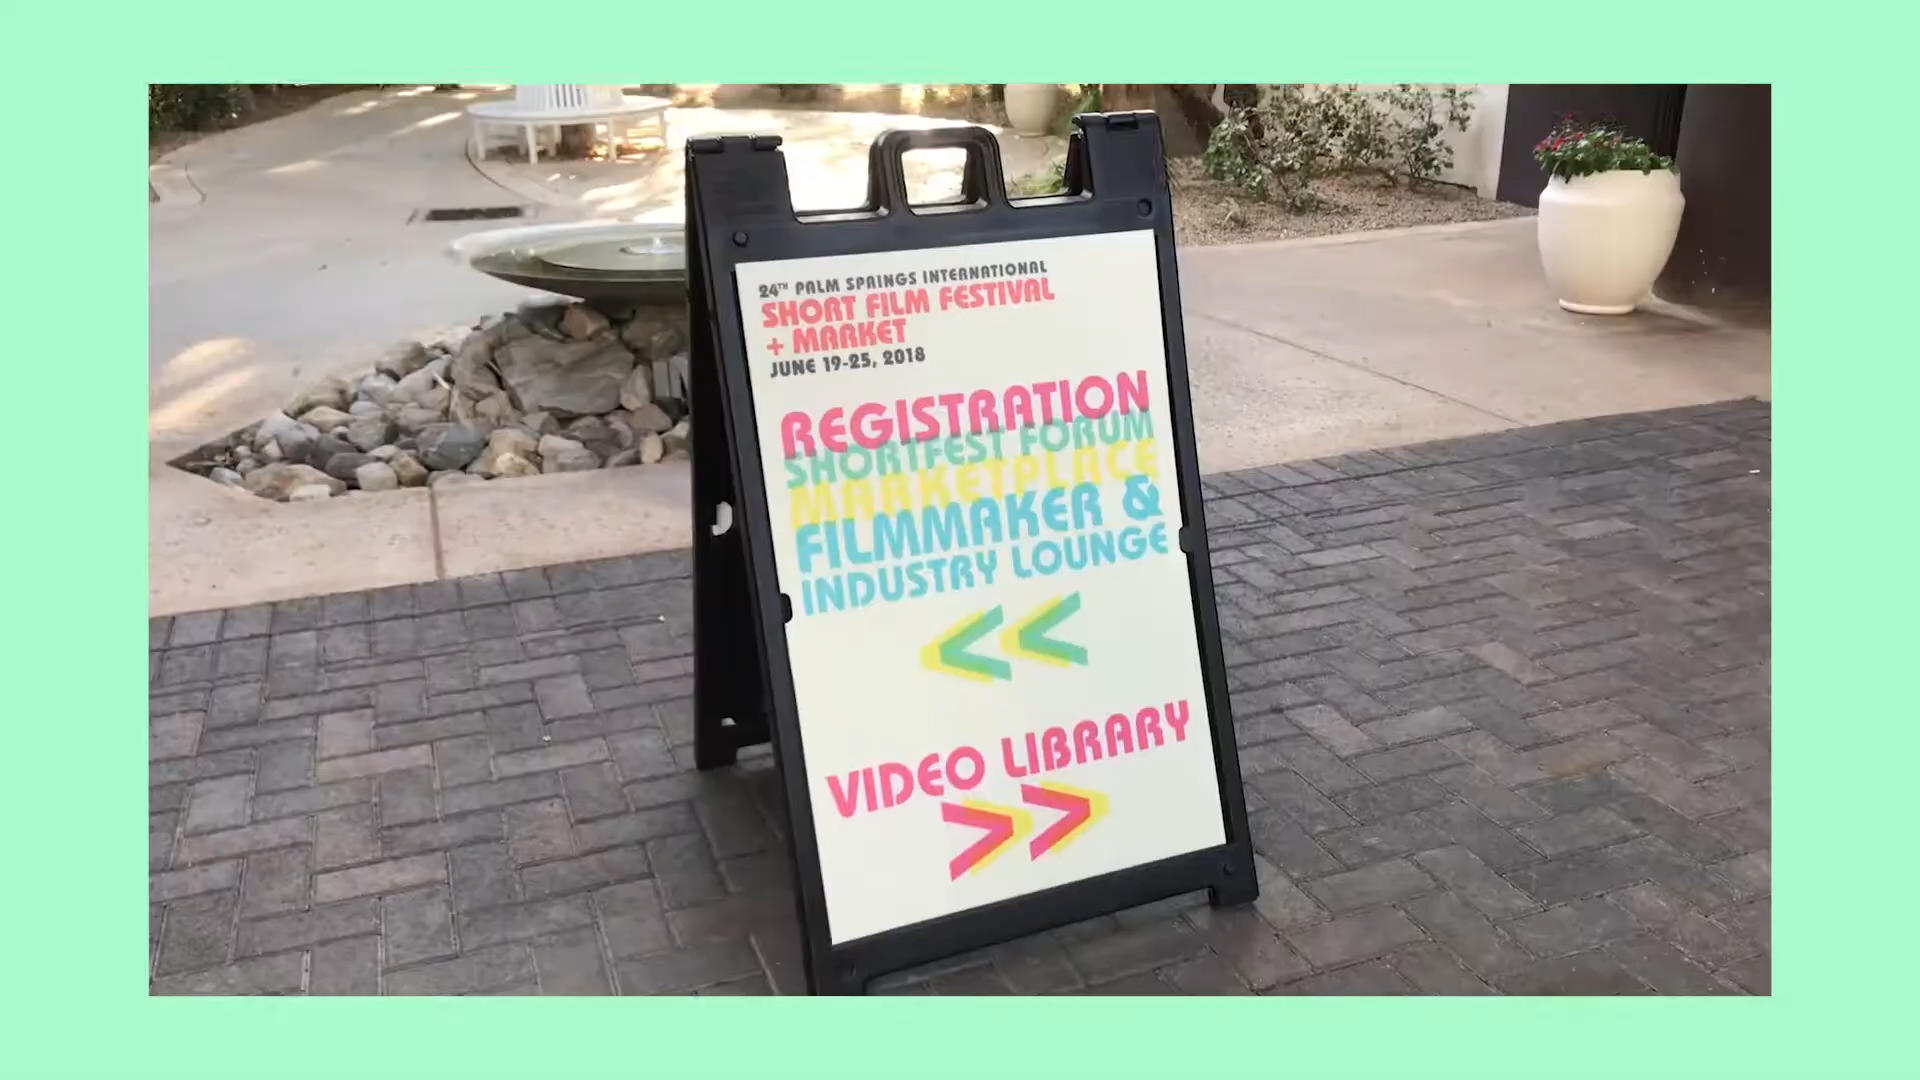 24TH PALM SPRINGS INTERNATIONAL
SHORT FILM FESTIVAL
+ MARKET
JUNE 19-25, 2018
REGISTRATION
SHORTFEST FORUM
MARKETPLACE
FILMMAKER &
INDUSTRY LOUNGE
<<
VIDEO LIBRARY
>>